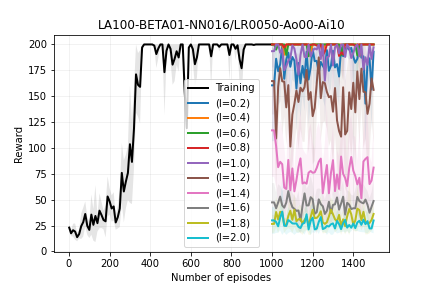 LA100-BETA01-NN016/LR0050-Ao00-Ai10
Reward
200
175
150
125
100
75
50
25
0
Training
(l=0.2)
(l=0.4)
(l=0.6)
(l=0.8)
(l=1.0)
(l=1.2)
(l=1.4)
(l=1.6)
(l=1.8)
(l=2.0)
0 200 400 600 800 1000 1200 1400
Number of episodes